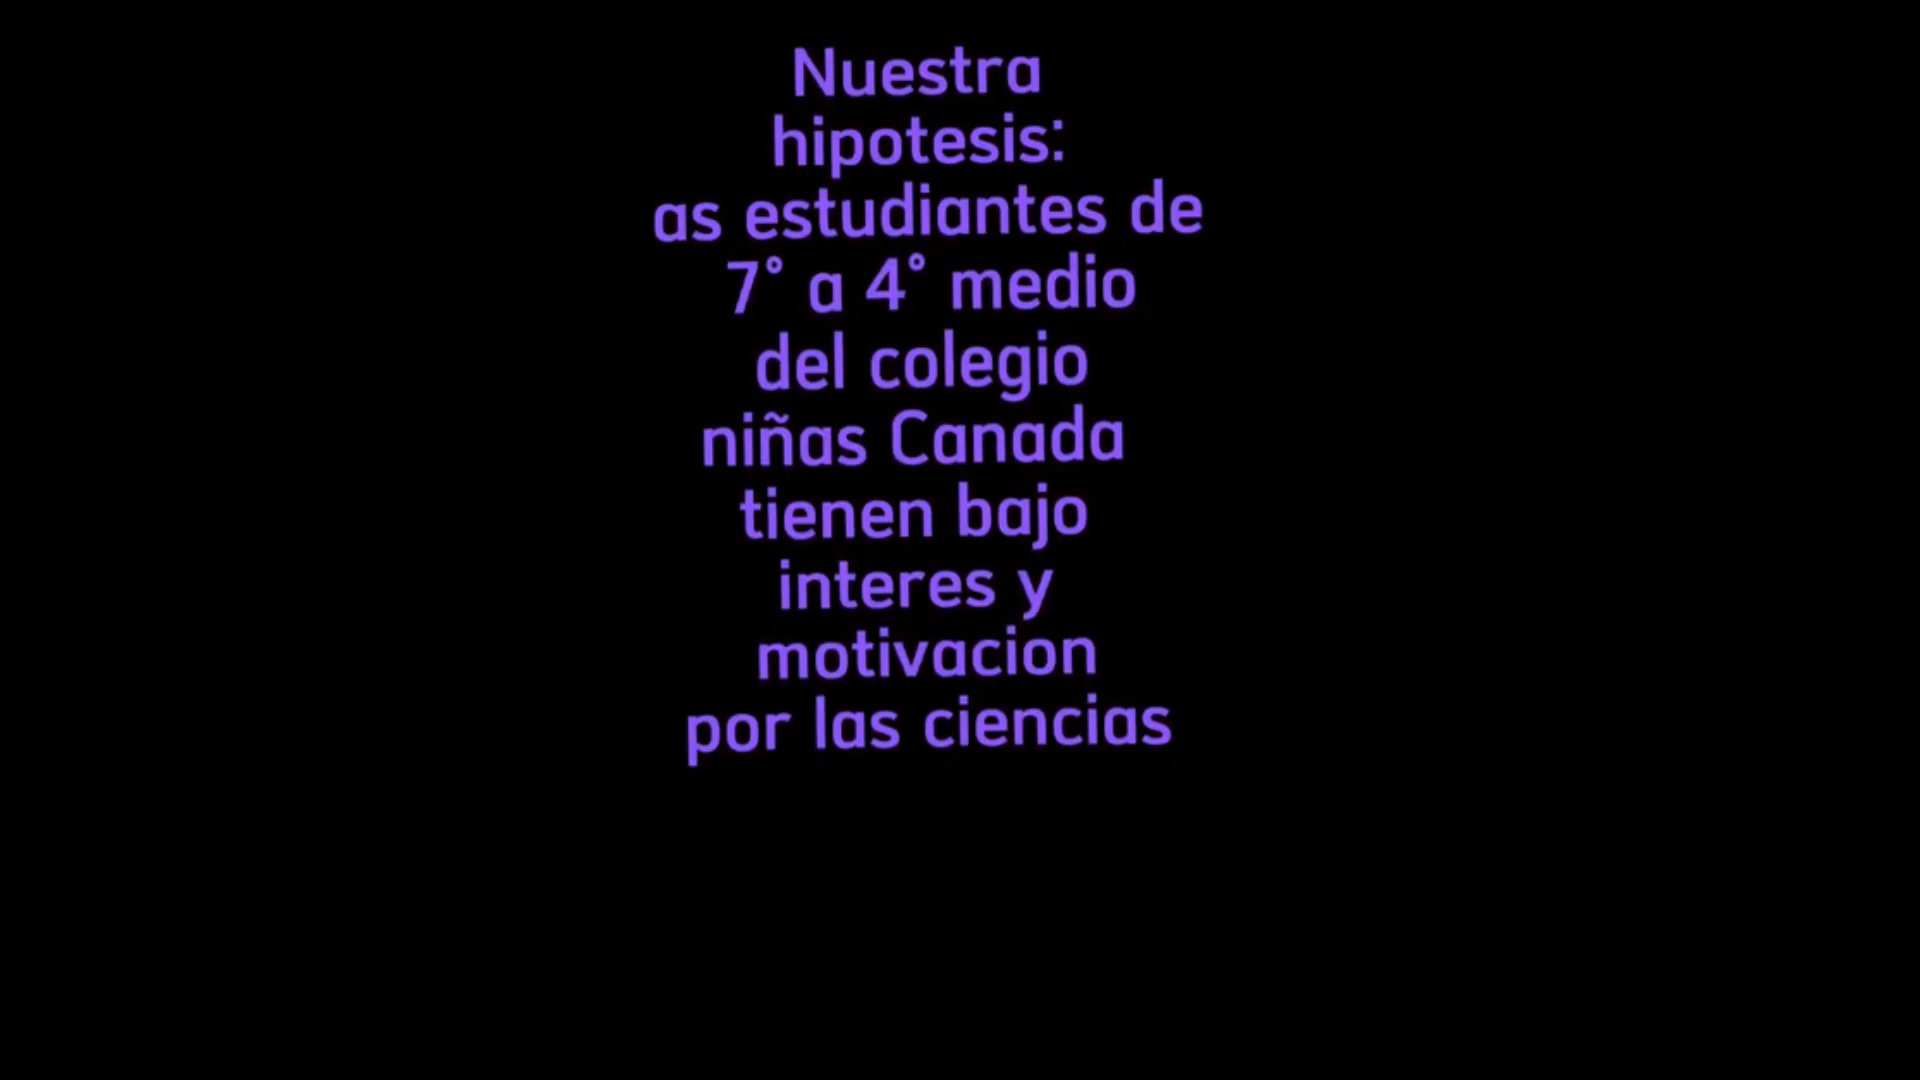 Nuestra
hipotesis:
as estudiantes de
7° a 4° medio
del colegio
niñas Canada
tienen bajo
interes y
motivacion
por las ciencias